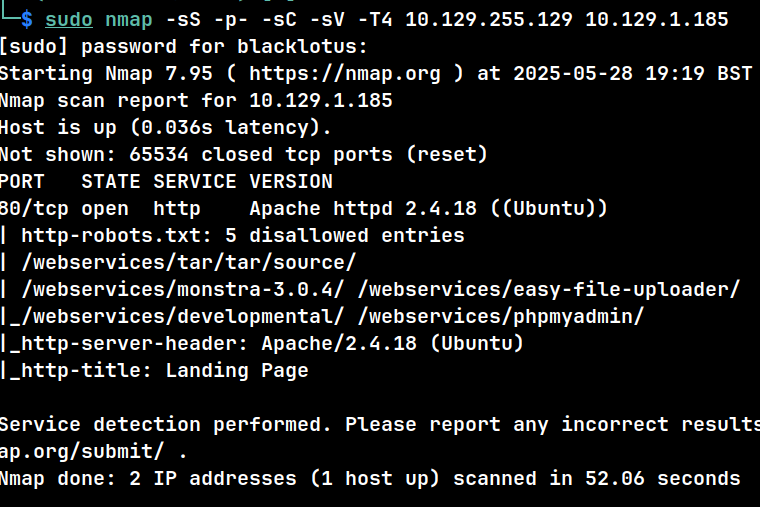 $ sudo nmap -sS -p- -sC -sV -T4 10.129.255.129 10.129.1.185
[sudo] password for blacklotus:
Starting Nmap 7.95 ( https://nmap.org ) at 2025-05-28 19:19 BST
Nmap scan report for 10.129.1.185
Host is up (0.036s latency).
Not shown: 65534 closed tcp ports (reset)
PORT   STATE SERVICE VERSION
80/tcp open  http    Apache httpd 2.4.18 ((Ubuntu))
| http-robots.txt: 5 disallowed entries
| /webservices/tar/tar/source/
| /webservices/monstra-3.0.4/ /webservices/easy-file-uploader/
|_/webservices/developmental/ /webservices/phpmyadmin/
|_http-server-header: Apache/2.4.18 (Ubuntu)
|_http-title: Landing Page
Service detection performed. Please report any incorrect results
ap.org/submit/ .
Nmap done: 2 IP addresses (1 host up) scanned in 52.06 seconds